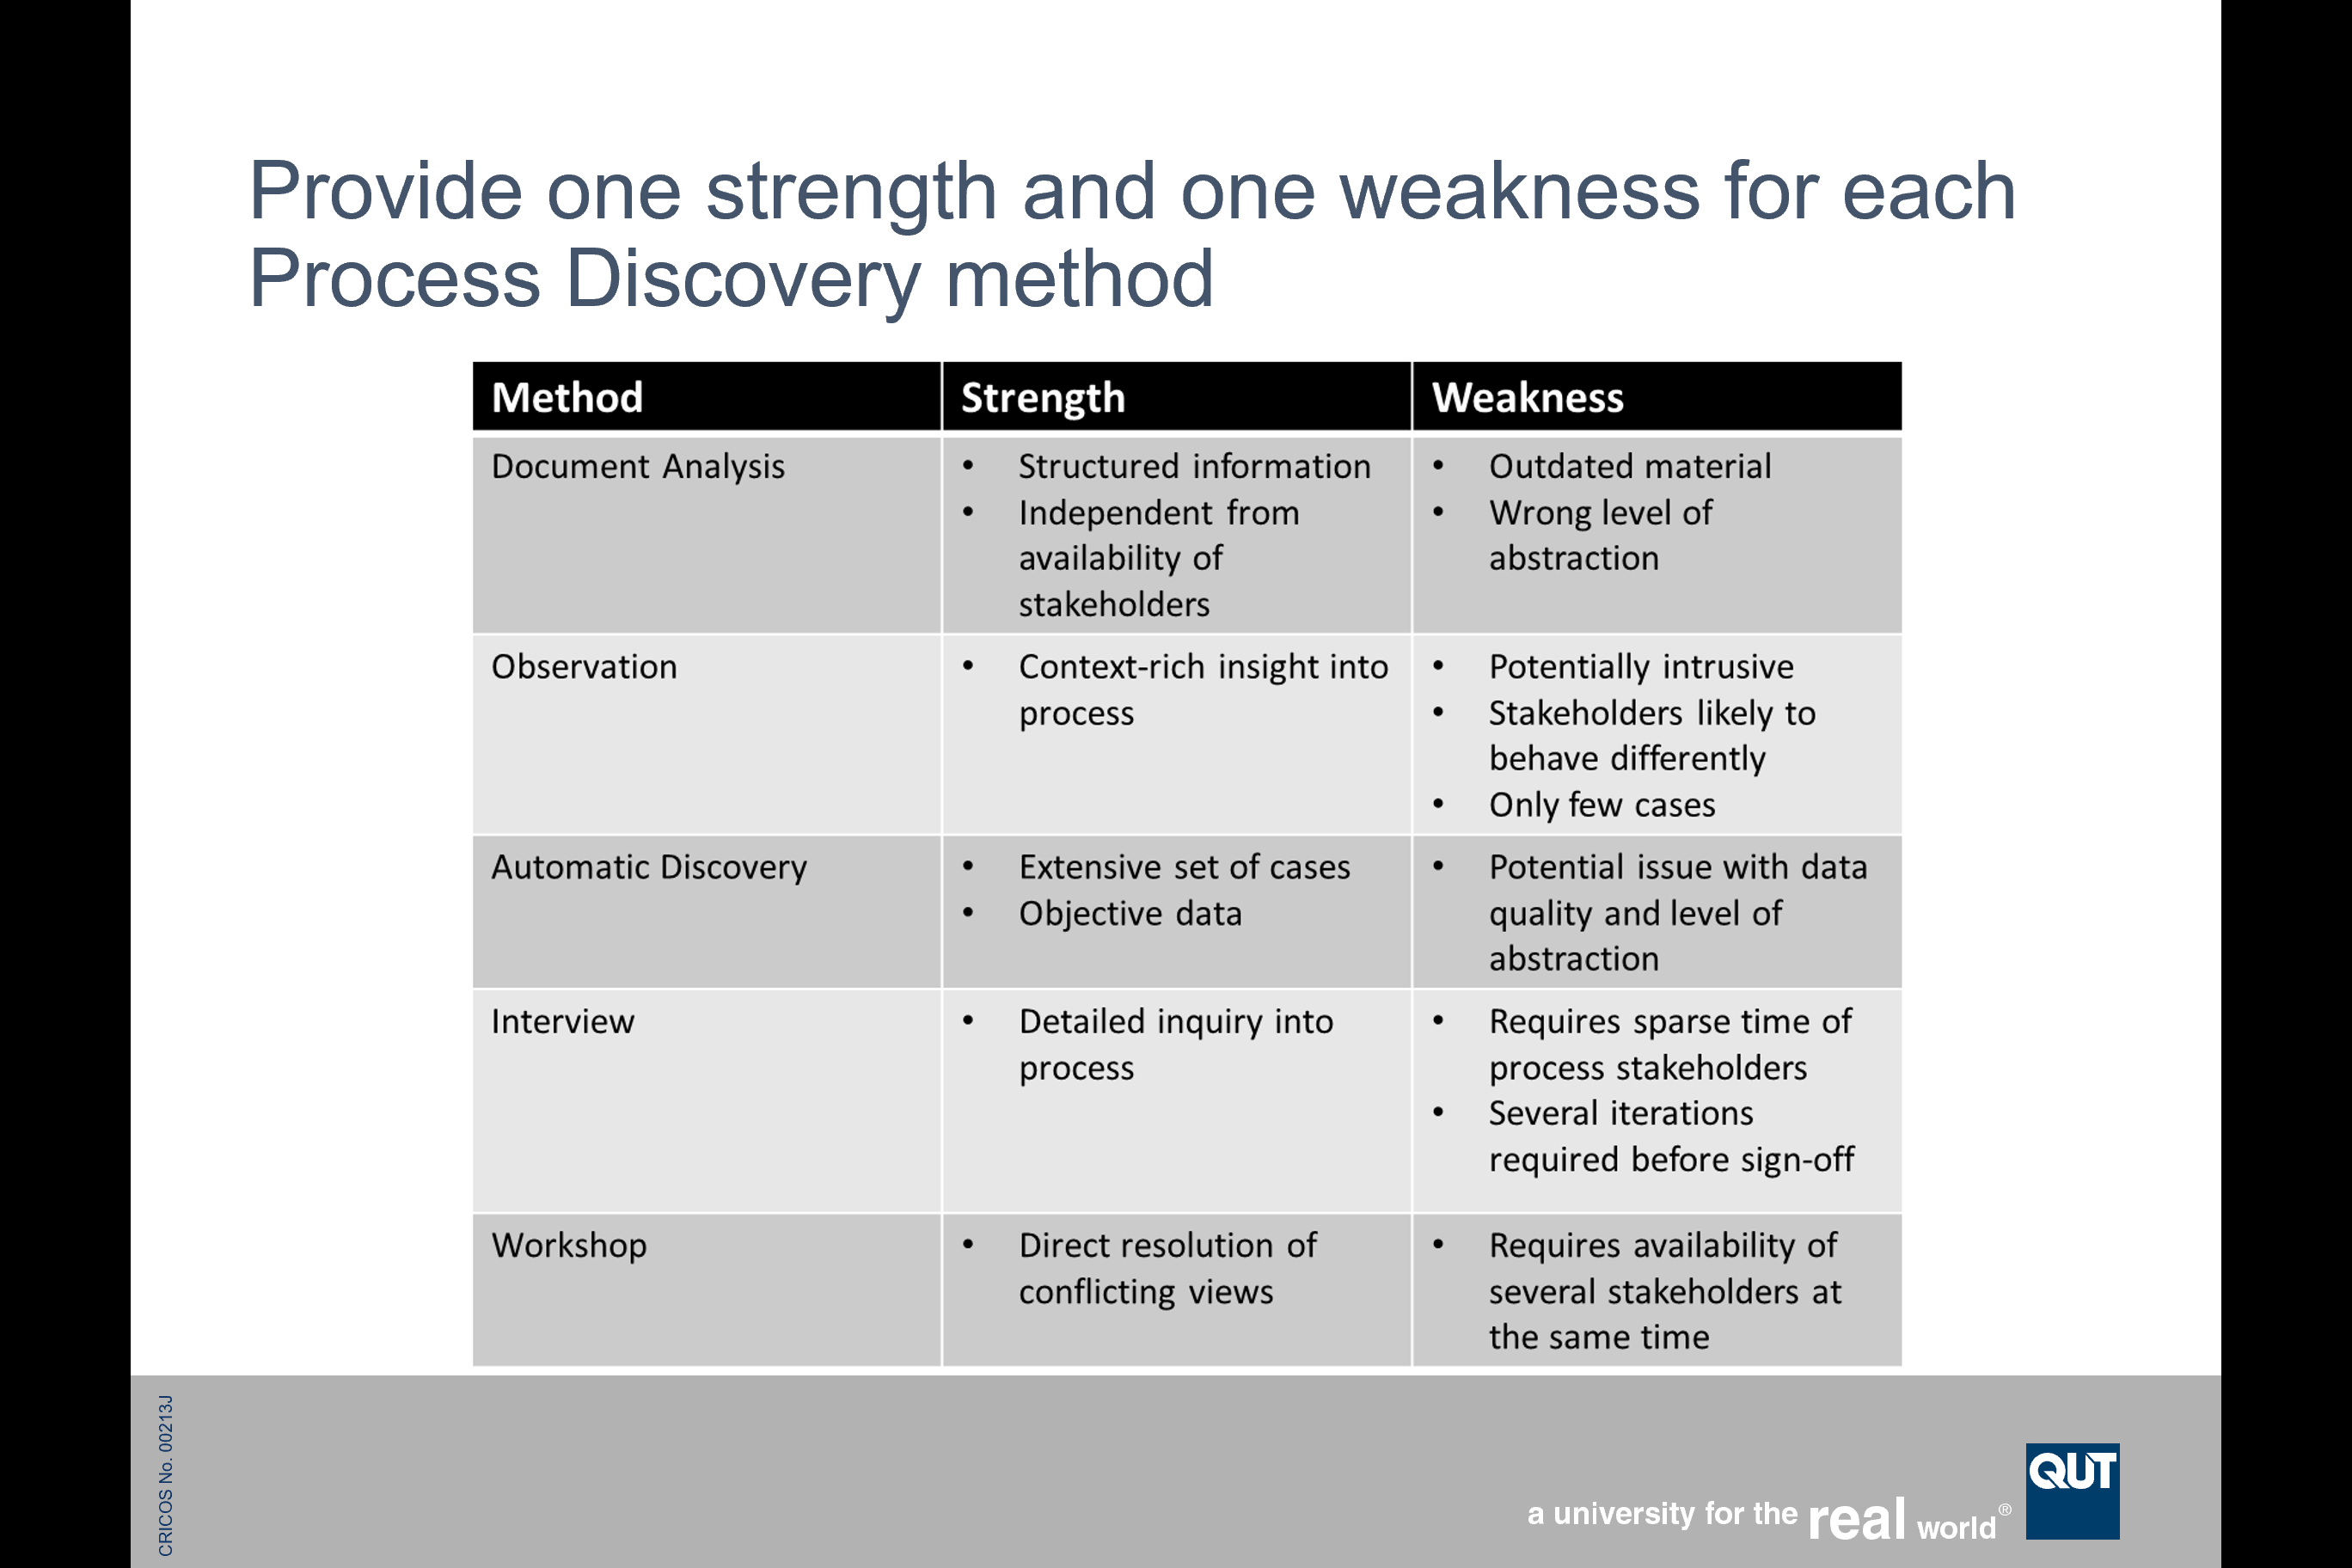 Provide one strength and one weakness for each
Process Discovery method
Method Strength Weakness
Document Analysis
• Structured information
• Independent from
availability of
stakeholders
• Outdated material
• Wrong level of
abstraction
Observation
• Context-rich insight into
process
• Potentially intrusive
• Stakeholders likely to
behave differently
• Only few cases
Automatic Discovery
• Extensive set of cases
• Objective data
• Potential issue with data
quality and level of
abstraction
Interview
• Detailed inquiry into
process
• Requires sparse time of
process stakeholders
• Several iterations
required before sign-off
Workshop
• Direct resolution of
conflicting views
• Requires availability of
several stakeholders at
the same time
CRICOS No. 00213J
a university for the real world®
QUT